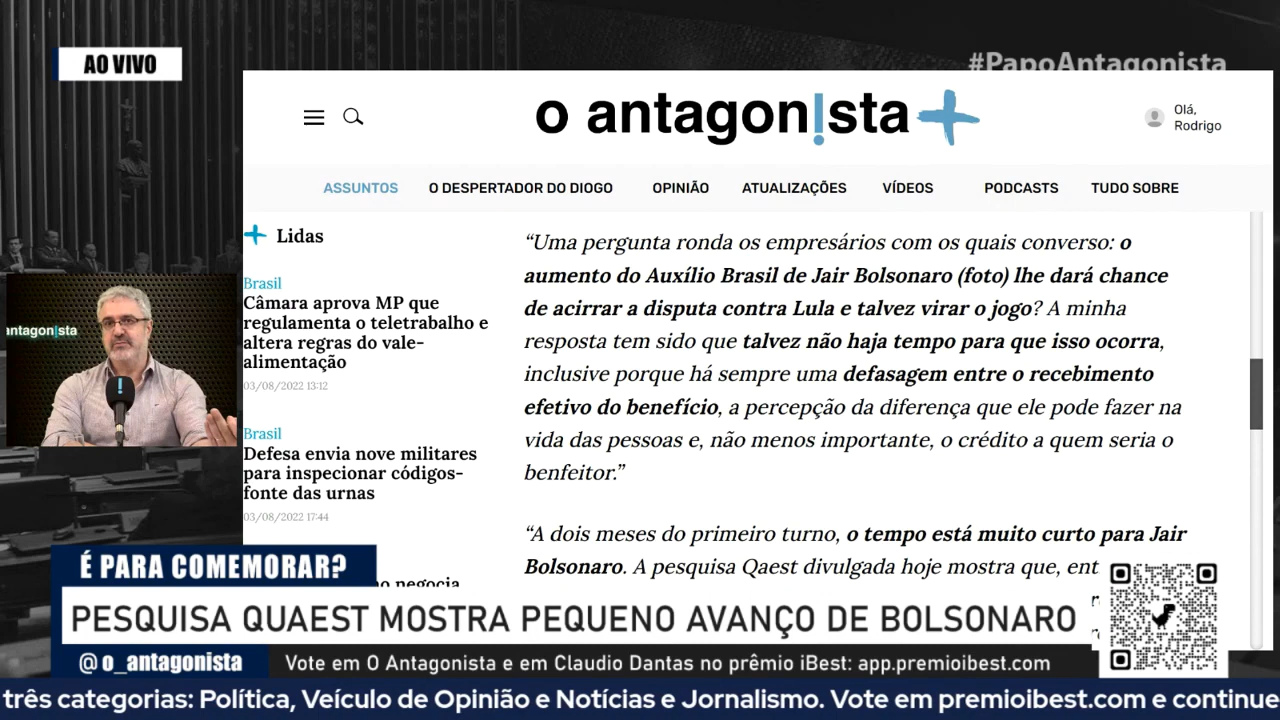 AO VIVO
#PapoAntagonista
o antagon!sta+
Olá,
Rodrigo
ASSUNTOS O DESPERTADOR DO DIOGO OPINIÃO ATUALIZAÇÕES VÍDEOS PODCASTS TUDO SOBRE
+ Lidas
Brasil
Câmara aprova MP que
regulamenta o teletrabalho e
altera regras do vale-
alimentação
03/08/2022 13:12
Brasil
Defesa envia nove militares
para inspecionar códigos-
fonte das urnas
03/08/2022 17:44
negocia
“Uma pergunta ronda os empresários com os quais converso: o
aumento do Auxílio Brasil de Jair Bolsonaro (foto) lhe dará chance
de acirrar a disputa contra Lula e talvez virar o jogo? A minha
resposta tem sido que talvez não haja tempo para que isso ocorra,
inclusive porque há sempre uma defasagem entre o recebimento
efetivo do benefício, a percepção da diferença que ele pode fazer na
vida das pessoas e, não menos importante, o crédito a quem seria o
benfeitor.”
“A dois meses do primeiro turno, o tempo está muito curto para Jair
Bolsonaro. A pesquisa Qaest divulgada hoje mostra que, ent
antagon!sta
É PARA COMEMORAR?
PESQUISA QUAEST MOSTRA PEQUENO AVANÇO DE BOLSONARO
@o_antagonista
Vote em O Antagonista e em Claudio Dantas no prêmio iBest: app.premioibest.com
três categorias: Política, Veículo de Opinião e Notícias e Jornalismo. Vote em premioibest.com e continue